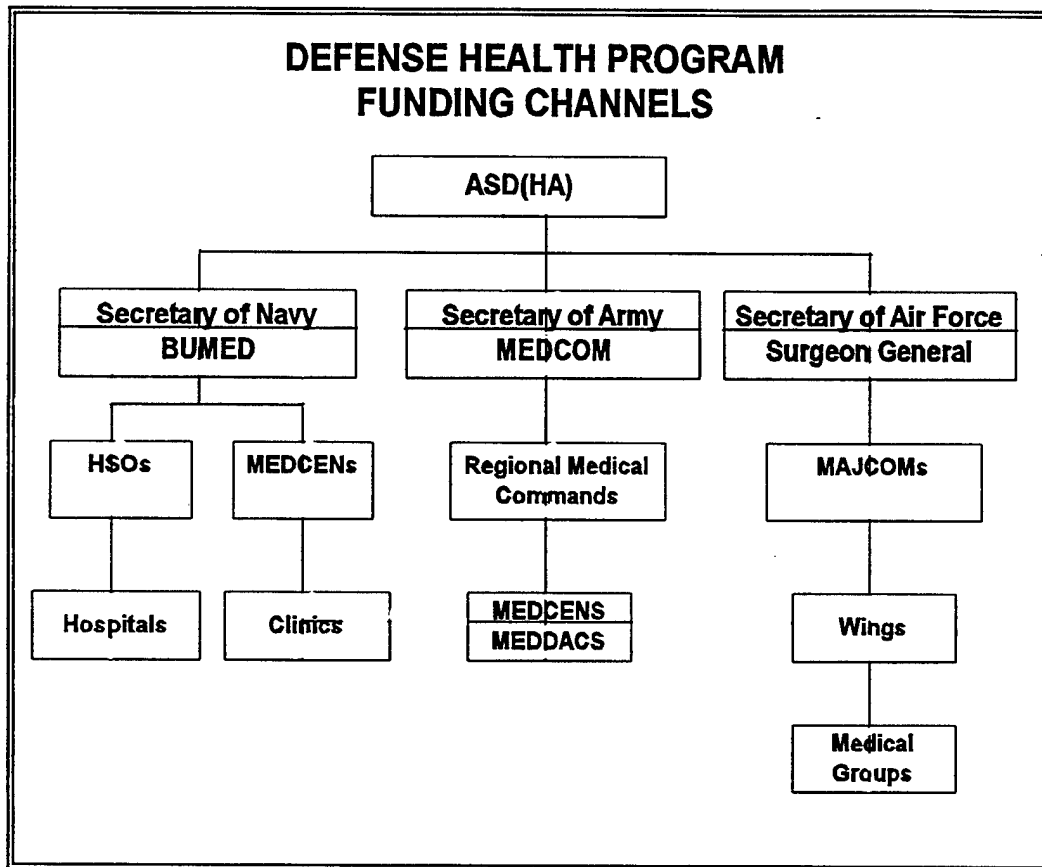 DEFENSE HEALTH PROGRAM
FUNDING CHANNELS
ASD(HA)
Secretary of Navy
BUMED
Secretary of Army
MEDCOM
Secretary of Air Force
Surgeon General
HSOs
MEDCENs
Regional Medical
Commands
MAJCOMs
Hospitals
Clinics
MEDCENS
MEDDACS
Wings
Medical
Groups